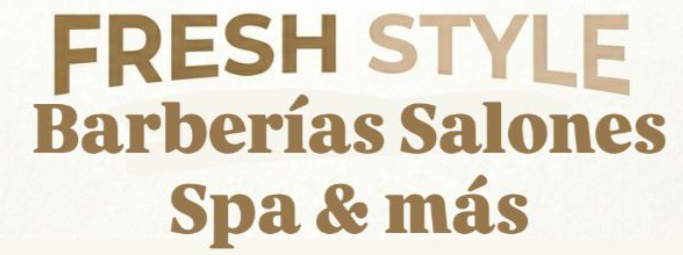 FRESH STYLE
Barberías Salones
Spa & más